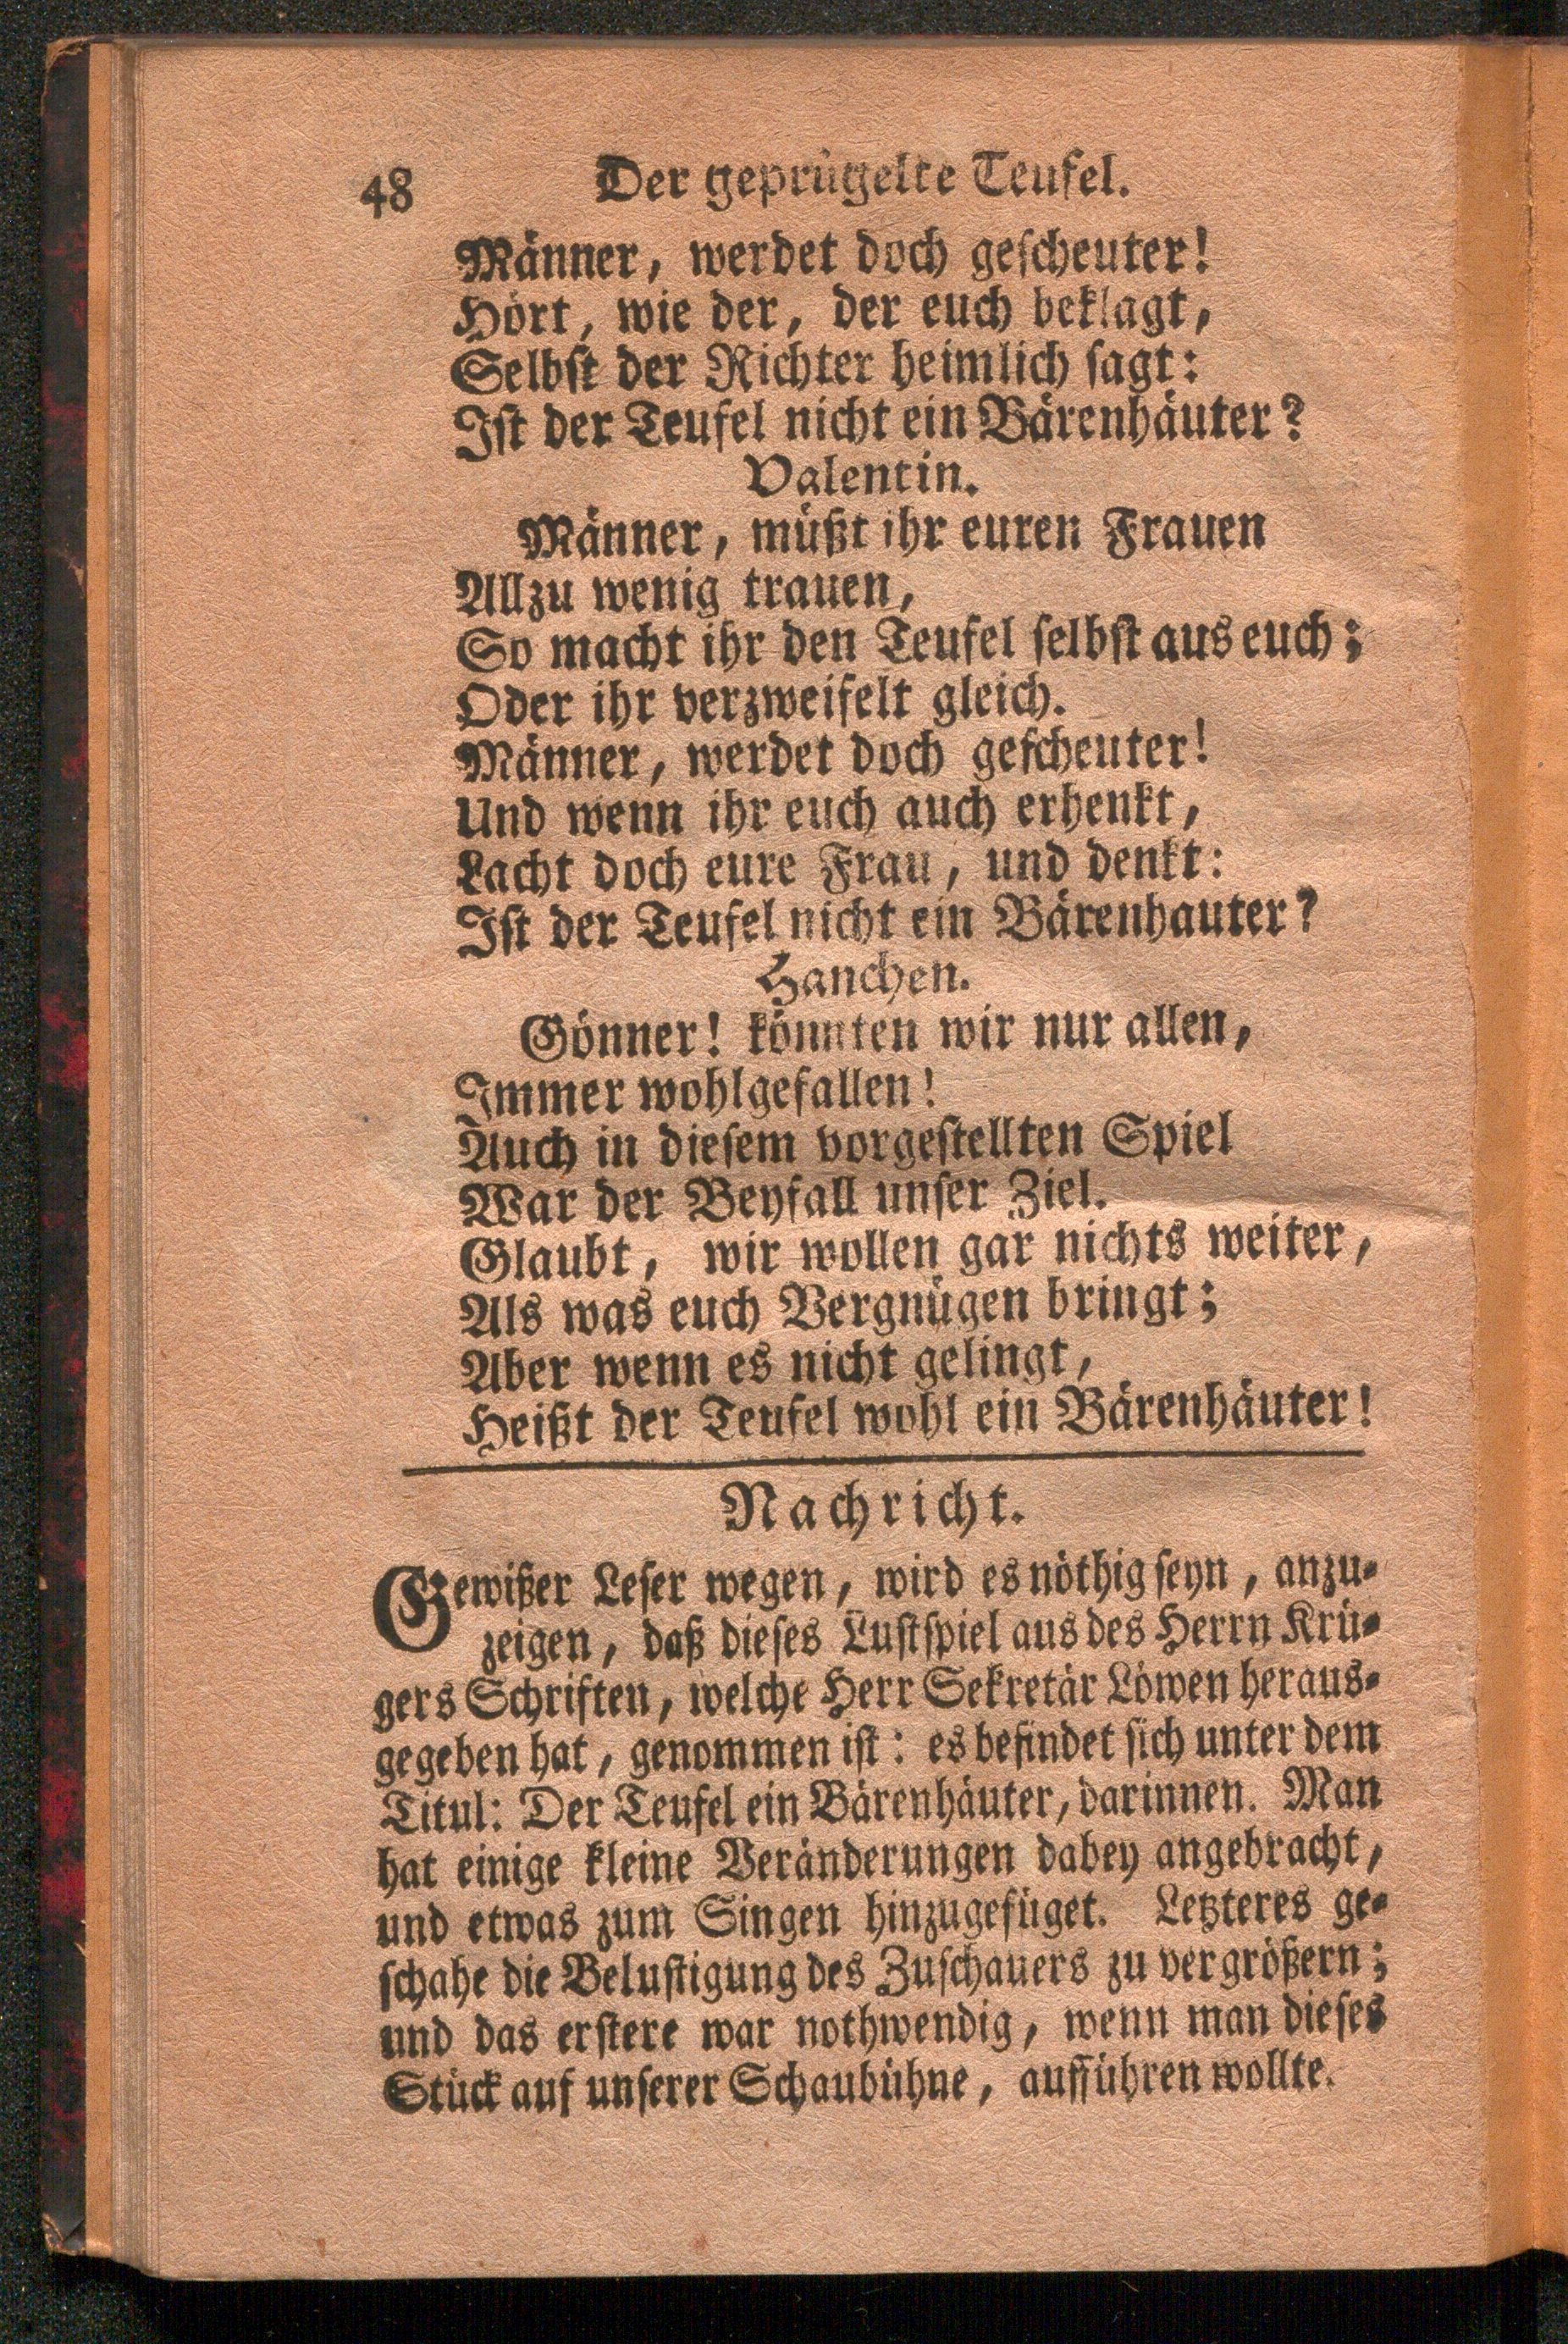 48 Der geprügelte Teufel.
Männer, werdet doch geſcheuter!
Hört, wie der, der euch beklagt,
Selbſt der Richter heimlich ſagt:
Iſt der Teufel nicht ein Bärenhäuter?
Valentin.
Männer, müßt ihr euren Frauen
Allzu wenig trauen,
So macht ihr den Teufel ſelbſt aus euch;
Oder ihr verzweifelt gleich.
Männer, werdet doch geſcheuter!
Und wenn ihr euch auch erhenkt,
Lacht doch eure Frau, und denkt:
Iſt der Teufel nicht ein Bärenhauter?
Hanchen.
Gönner! könnten wir nur allen,
Immer wohlgefallen!
Auch in dieſem vorgeſtellten Spiel
War der Beyfall unſer Ziel.
Glaubt, wir wollen gar nichts weiter,
Als was euch Vergnügen bringt;
Aber wenn es nicht gelingt,
Heißt der Teufel wohl ein Bärenhäuter!
Nachricht.
Gewißer Leſer wegen, wird es nöthig ſeyn, anzu-
zeigen, daß dieſes Luſtſpiel aus des Herrn Krü-
gers Schriften, welche Herr Sekretär Löwen heraus-
gegeben hat, genommen iſt: es befindet ſich unter dem
Titul: Der Teufel ein Bärenhäuter, darinnen. Man
hat einige kleine Veränderungen dabey angebracht,
und etwas zum Singen hinzugefüget. Letzteres ge-
ſchahe die Beluſtigung des Zuſchauers zu vergrößern;
und das erſtere war nothwendig, wenn man dieſes
Stück auf unſerer Schaubühne, aufführen wollte.